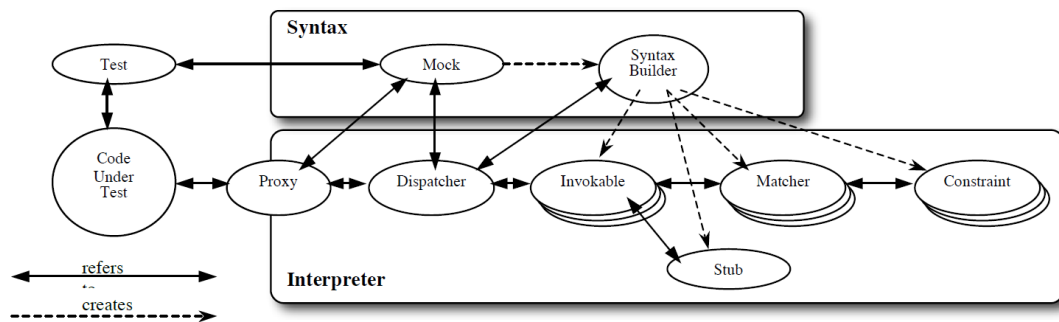 Syntax
Test
Mock
Syntax
Builder
Code
Under
Test
Proxy
Dispatcher
Invokable
Matcher
Constraint
Stub
refers
Interpreter
creates